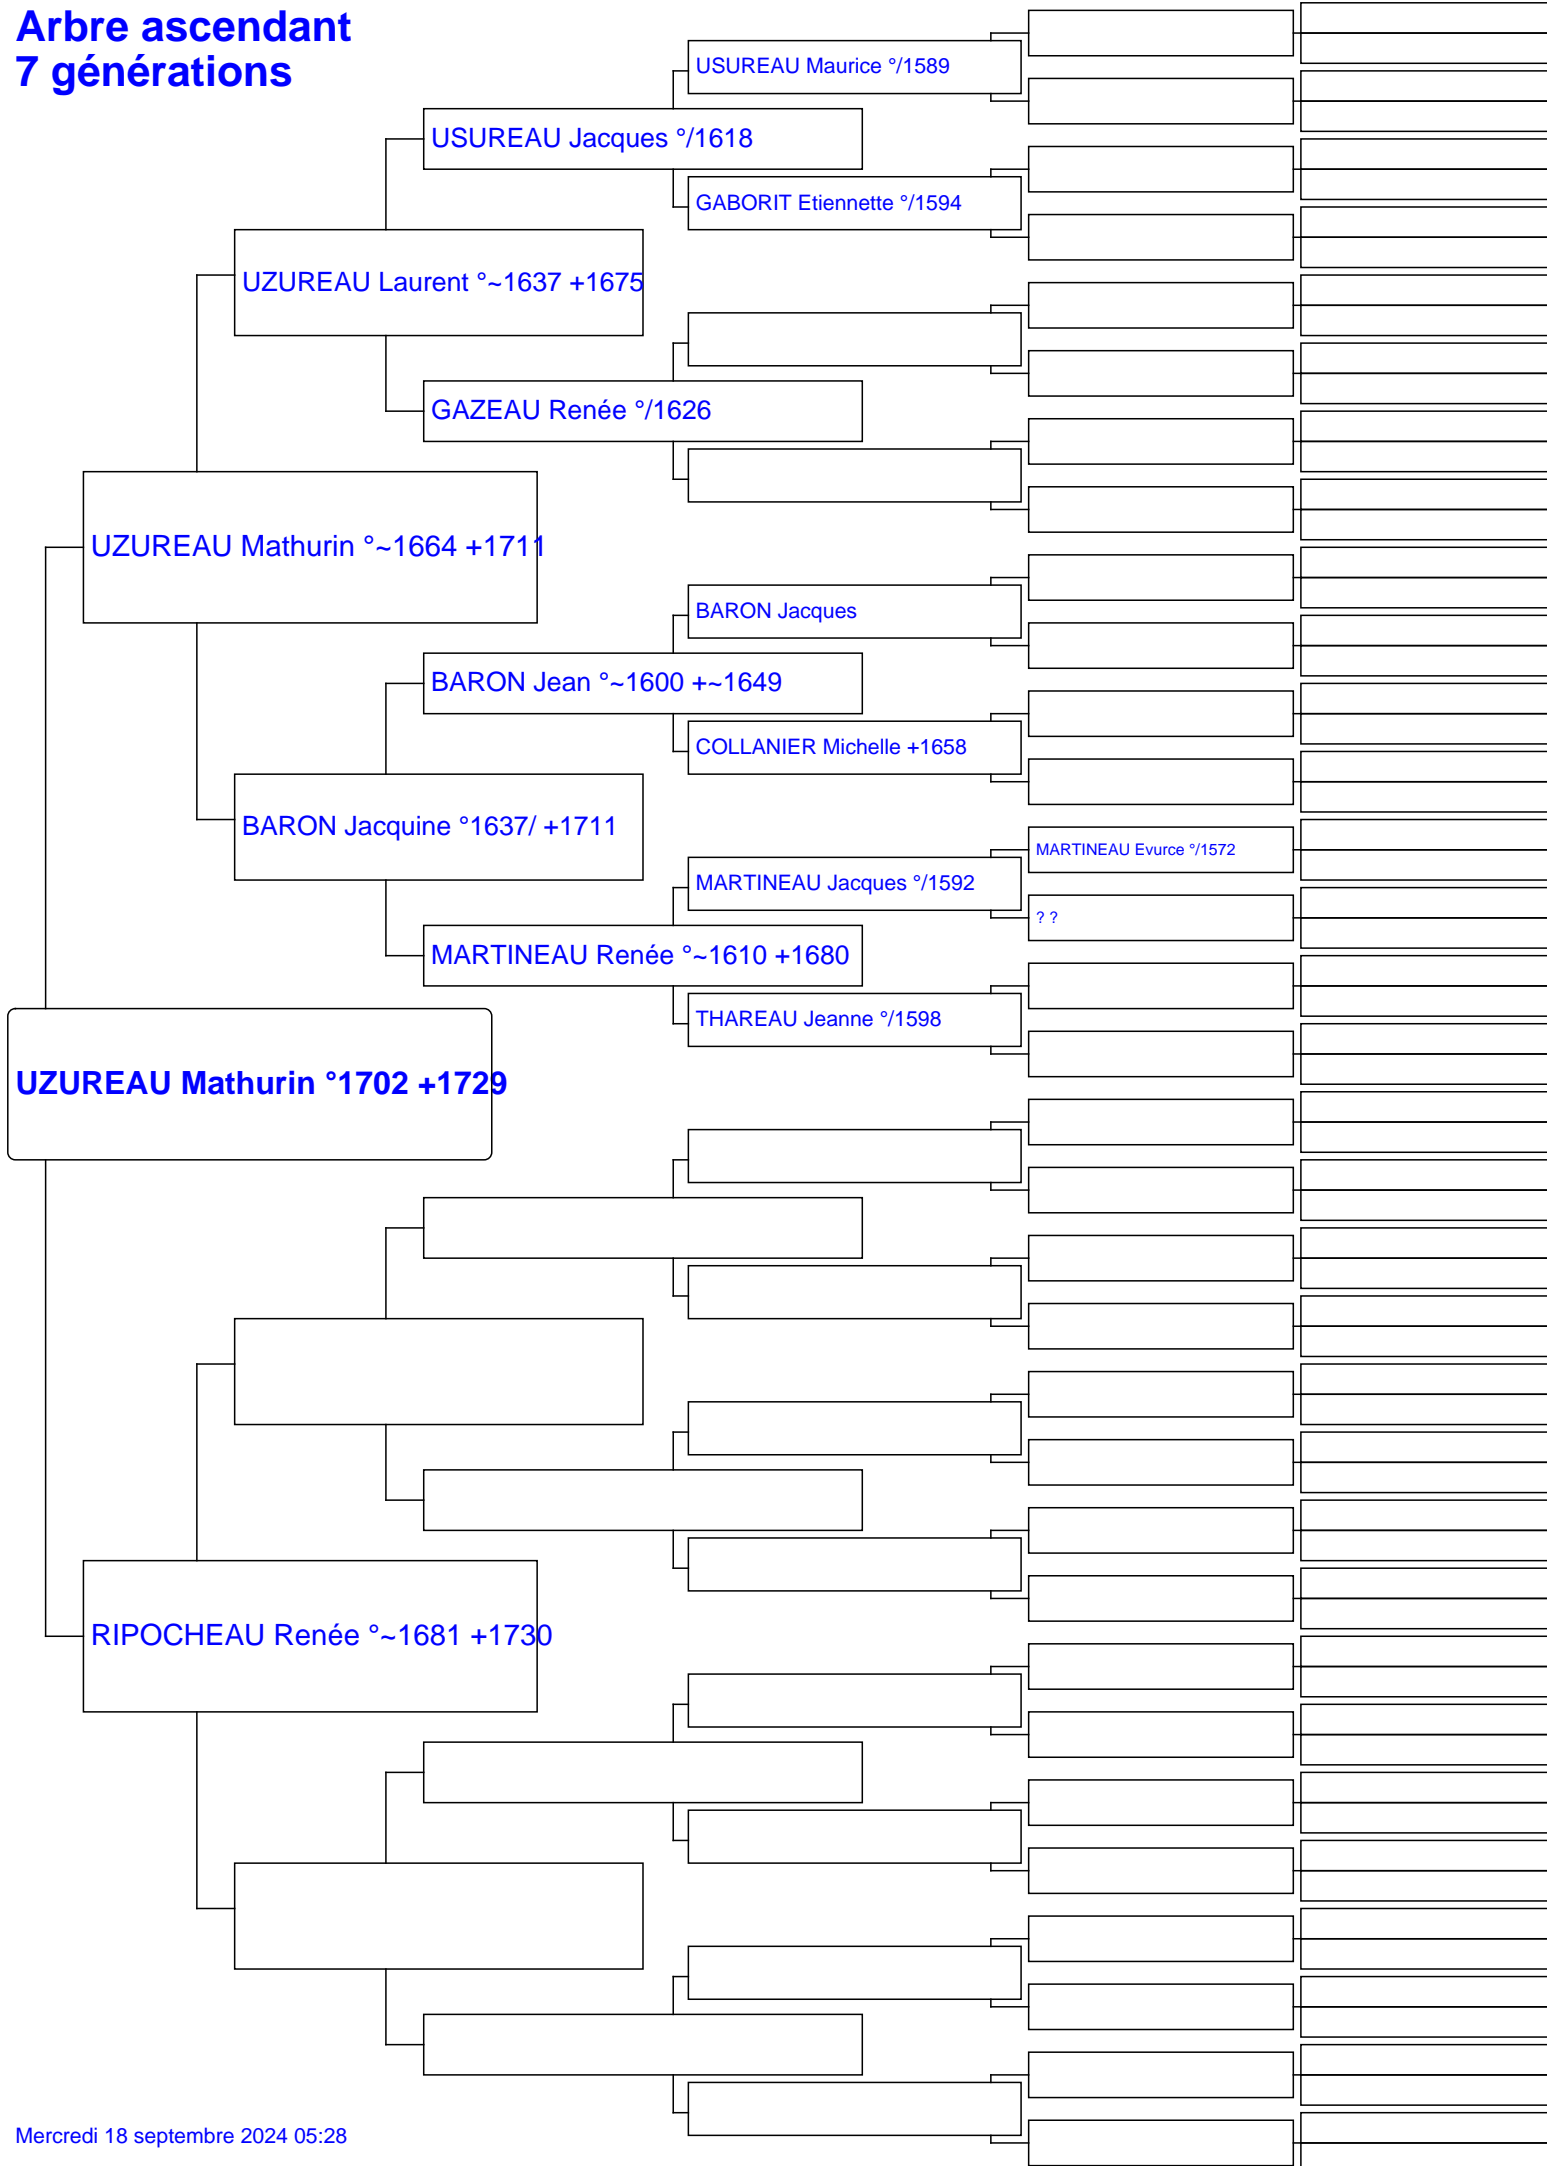 Arbre ascendant
7 générations
USUREAU Maurice °/1589
USUREAU Jacques °/1618
GABORIT Etiennette °/1594
UZUREAU Laurent °~1637 +1675
GAZEAU Renée °/1626
UZUREAU Mathurin °~1664 +1711
BARON Jacques
BARON Jean °~1600 +~1649
COLLANIER Michelle +1658
BARON Jacquine °1637/ +1711
MARTINEAU Evurce °/1572
MARTINEAU Jacques °/1592
? ?
MARTINEAU Renée °~1610 +1680
THAREAU Jeanne °/1598
UZUREAU Mathurin °1702 +1729
RIPOCHEAU Renée °~1681 +1730
Mercredi 18 septembre 2024 05:28